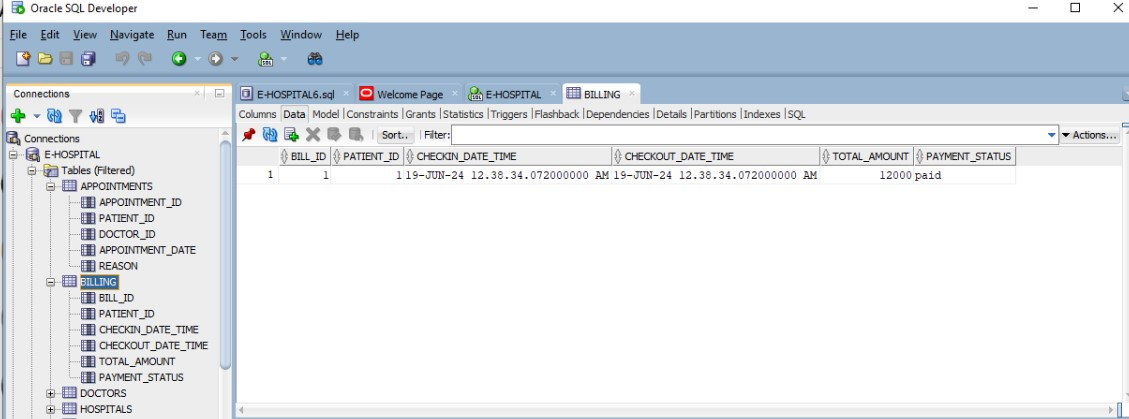 Oracle SQL Developer
File Edit View Navigate Run Team Tools Window Help
Connections
Connections
E-HOSPITAL
Tables (Filtered)
APPOINTMENTS
APPOINTMENT_ID
PATIENT_ID
DOCTOR_ID
APPOINTMENT_DATE
REASON
BILLING
BILL_ID
PATIENT_ID
CHECKIN_DATE_TIME
CHECKOUT_DATE_TIME
TOTAL_AMOUNT
PAYMENT_STATUS
DOCTORS
HOSPITALS
E-HOSPITAL6.sql Welcome Page E-HOSPITAL BILLING
Columns Data Model |Constraints |Grants |Statistics |Triggers |Flashback |Dependencies |Details |Partitions |Indexes |SQL
Sort.. Filter: Actions...
BILL_ID PATIENT_ID CHECKIN_DATE_TIME CHECKOUT_DATE_TIME TOTAL_AMOUNT PAYMENT_STATUS
1 1 1 19-JUN-24 12.38.34.072000000 AM 19-JUN-24 12.38.34.072000000 AM 12000 paid